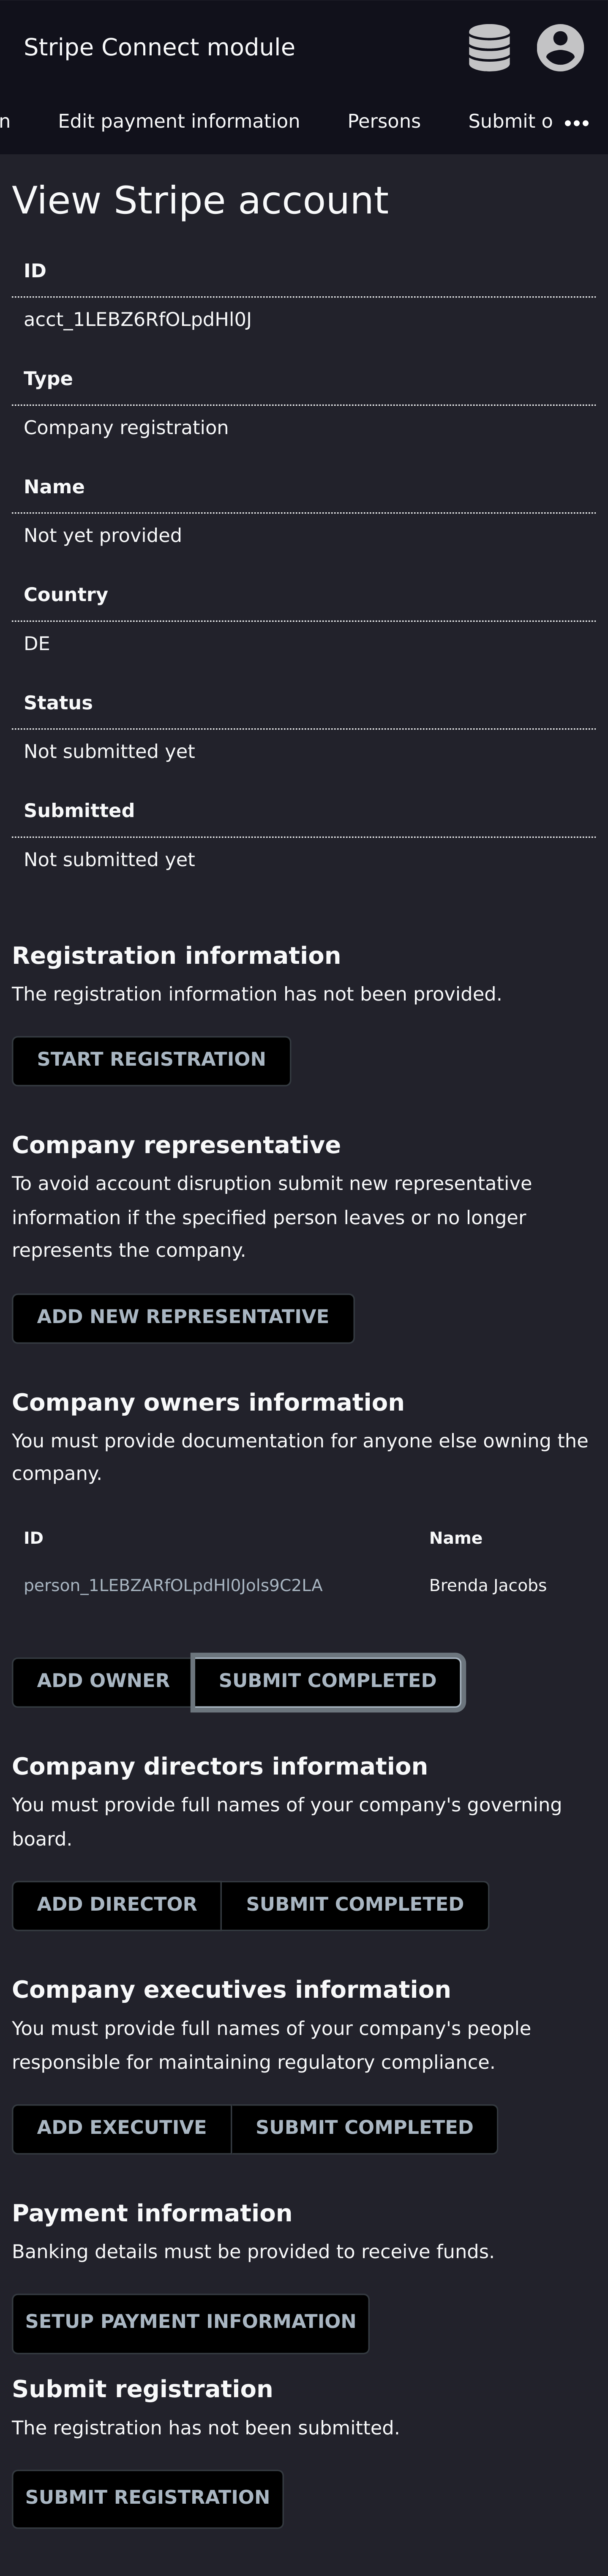 Stripe Connect module
n Edit payment information Persons Submit o •••
View Stripe account
ID
acct_1LEBZ6RfOLpdHl0J
Type
Company registration
Name
Not yet provided
Country
DE
Status
Not submitted yet
Submitted
Not submitted yet
Registration information
The registration information has not been provided.
START REGISTRATION
Company representative
To avoid account disruption submit new representative
information if the specified person leaves or no longer
represents the company.
ADD NEW REPRESENTATIVE
Company owners information
You must provide documentation for anyone else owning the
company.
ID Name
person_1LEBZARfOLpdHl0Jols9C2LA Brenda Jacobs
ADD OWNER SUBMIT COMPLETED
Company directors information
You must provide full names of your company's governing
board.
ADD DIRECTOR SUBMIT COMPLETED
Company executives information
You must provide full names of your company's people
responsible for maintaining regulatory compliance.
ADD EXECUTIVE SUBMIT COMPLETED
Payment information
Banking details must be provided to receive funds.
SETUP PAYMENT INFORMATION
Submit registration
The registration has not been submitted.
SUBMIT REGISTRATION